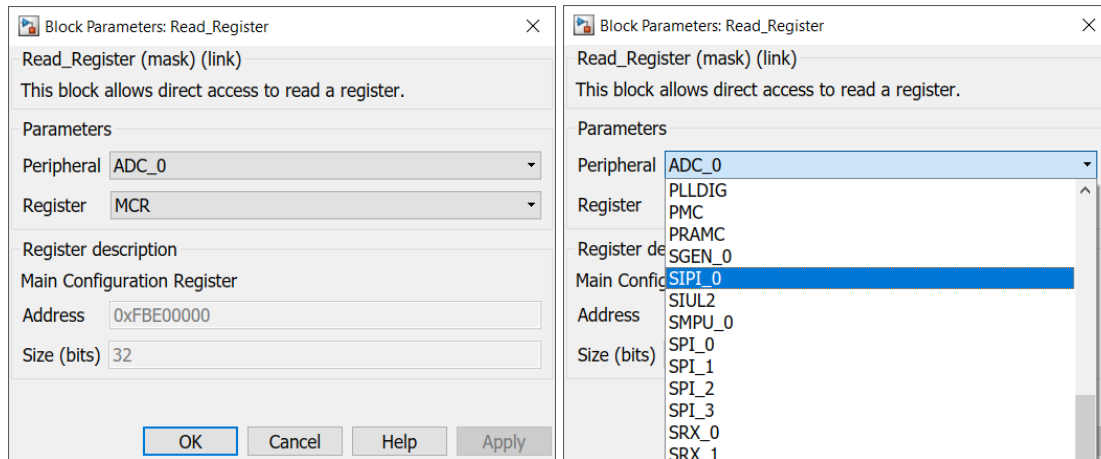 Block Parameters: Read_Register
Read_Register (mask) (link)
This block allows direct access to read a register.
Parameters
Peripheral ADC_0
Register MCR
Register description
Main Configuration Register
Address 0xFBE00000
Size (bits) 32
OK Cancel Help Apply
Block Parameters: Read_Register
Read_Register (mask) (link)
This block allows direct access to read a register.
Parameters
Peripheral ADC_0
Register
Register de
Main Config
Address
Size (bits)
PLLDIG
PMC
PRAMC
SGEN_0
SIPI_0
SIUL2
SMPU_0
SPI_0
SPI_1
SPI_2
SPI_3
SRX_0
SRX_1